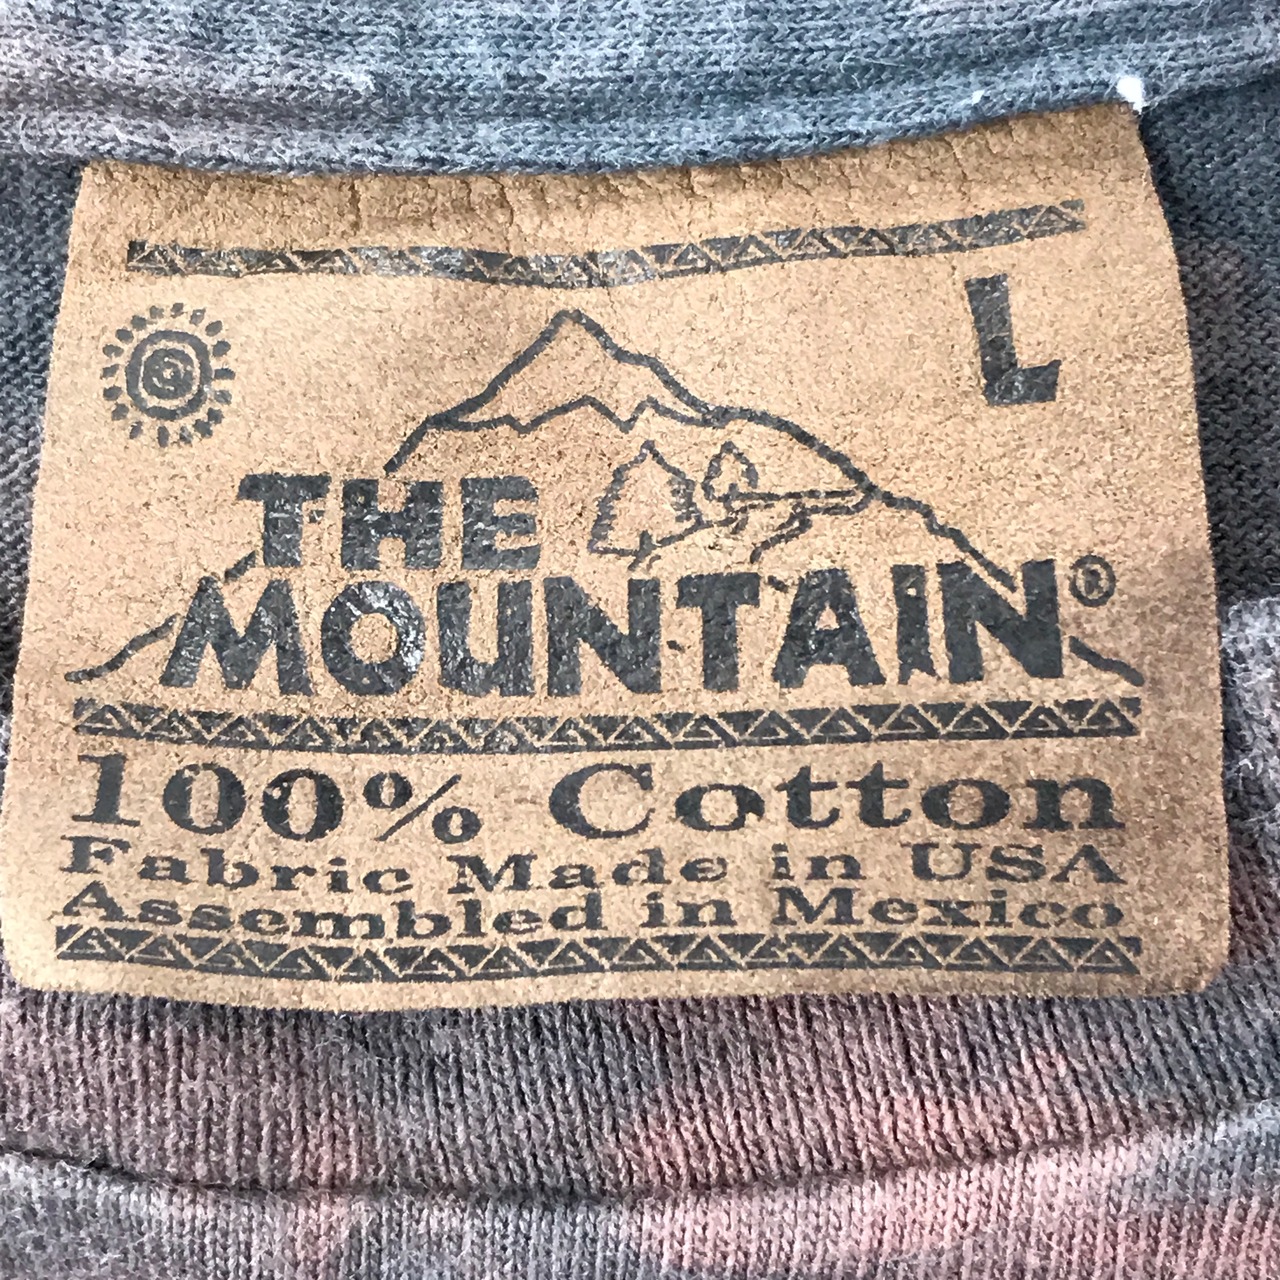 L
THE
MOUNTAIN®
100% Cotton
Fabric Made in USA
Assembled in Mexico